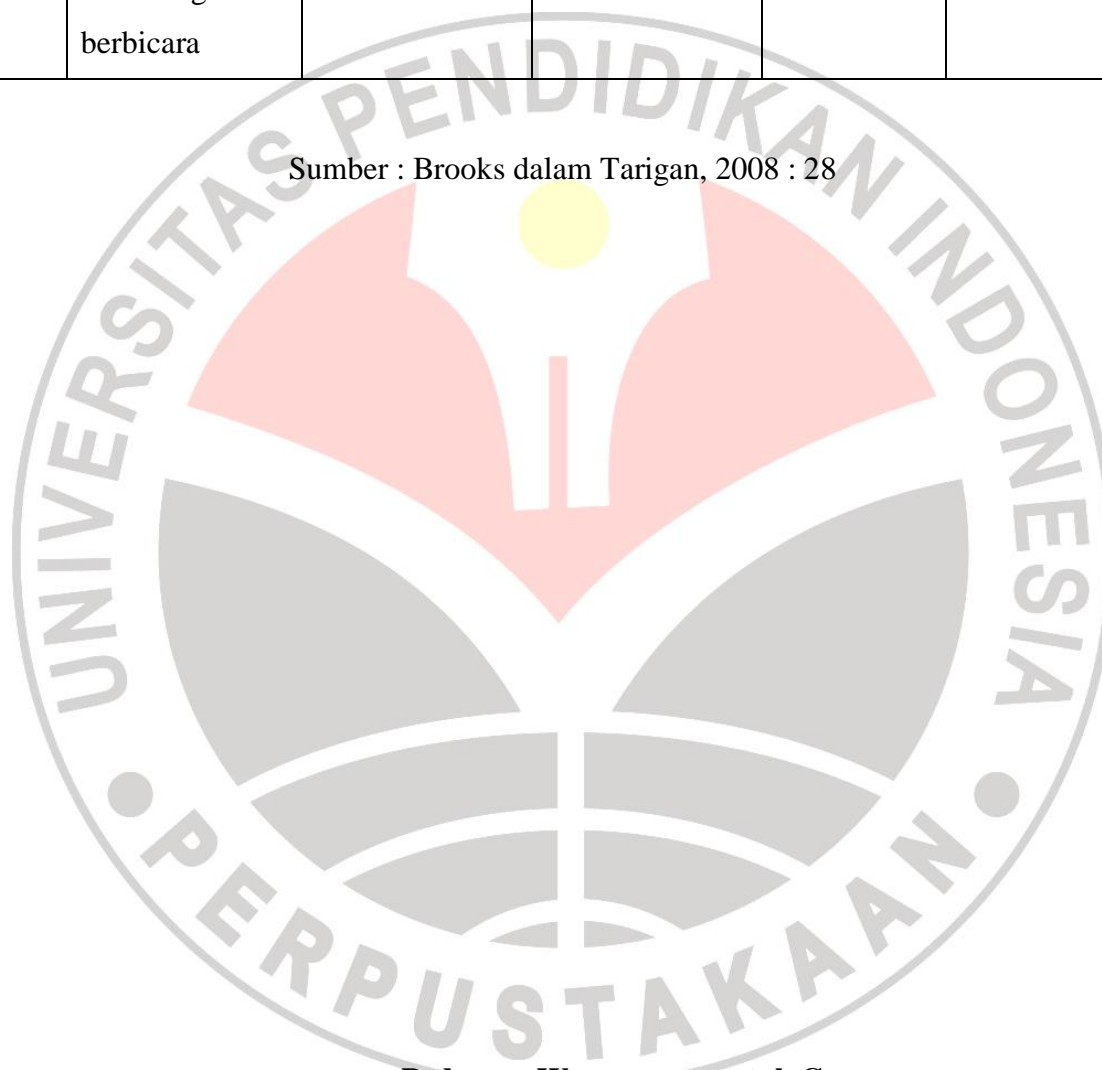 berbicara
Sumber : Brooks dalam Tarigan, 2008 : 28
UNIVERSITAS PENDIDIKAN INDONESIA
PERPUSTAKAAN